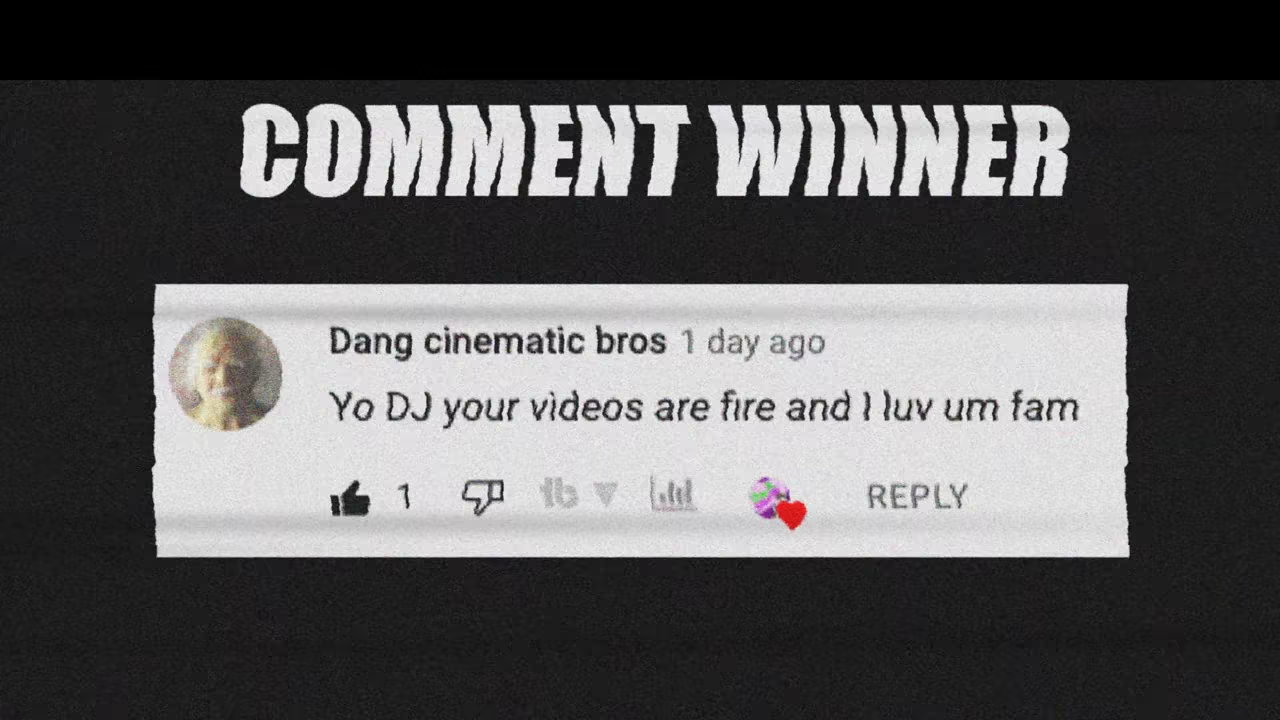 COMMENT WINNER
Dang cinematic bros 1 day ago
Yo DJ your videos are fire and I luv um fam
1 tb REPLY